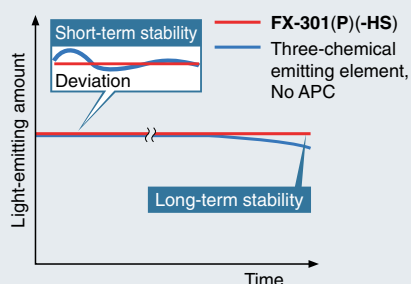 Short-term stability
Deviation
FX-301(P)(-HS)
Three-chemical
emitting element,
No APC
Light-emitting amount
Long-term stability
Time